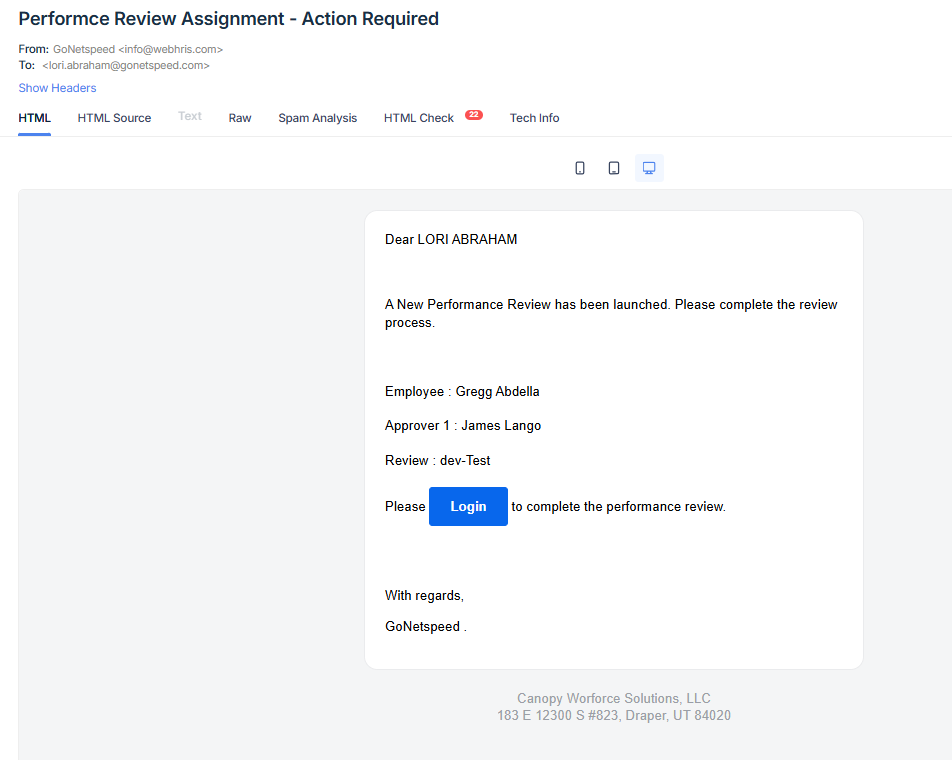 Performce Review Assignment - Action Required
From: GoNetspeed <info@webhris.com>
To: <lori.abraham@gonetspeed.com>
Show Headers
HTML HTML Source Text Raw Spam Analysis HTML Check 22 Tech Info
Dear LORI ABRAHAM
A New Performance Review has been launched. Please complete the review
process.
Employee : Gregg Abdella
Approver 1 : James Lango
Review : dev-Test
Please Login to complete the performance review.
With regards,
GoNetspeed .
Canopy Worforce Solutions, LLC
183 E 12300 S #823, Draper, UT 84020